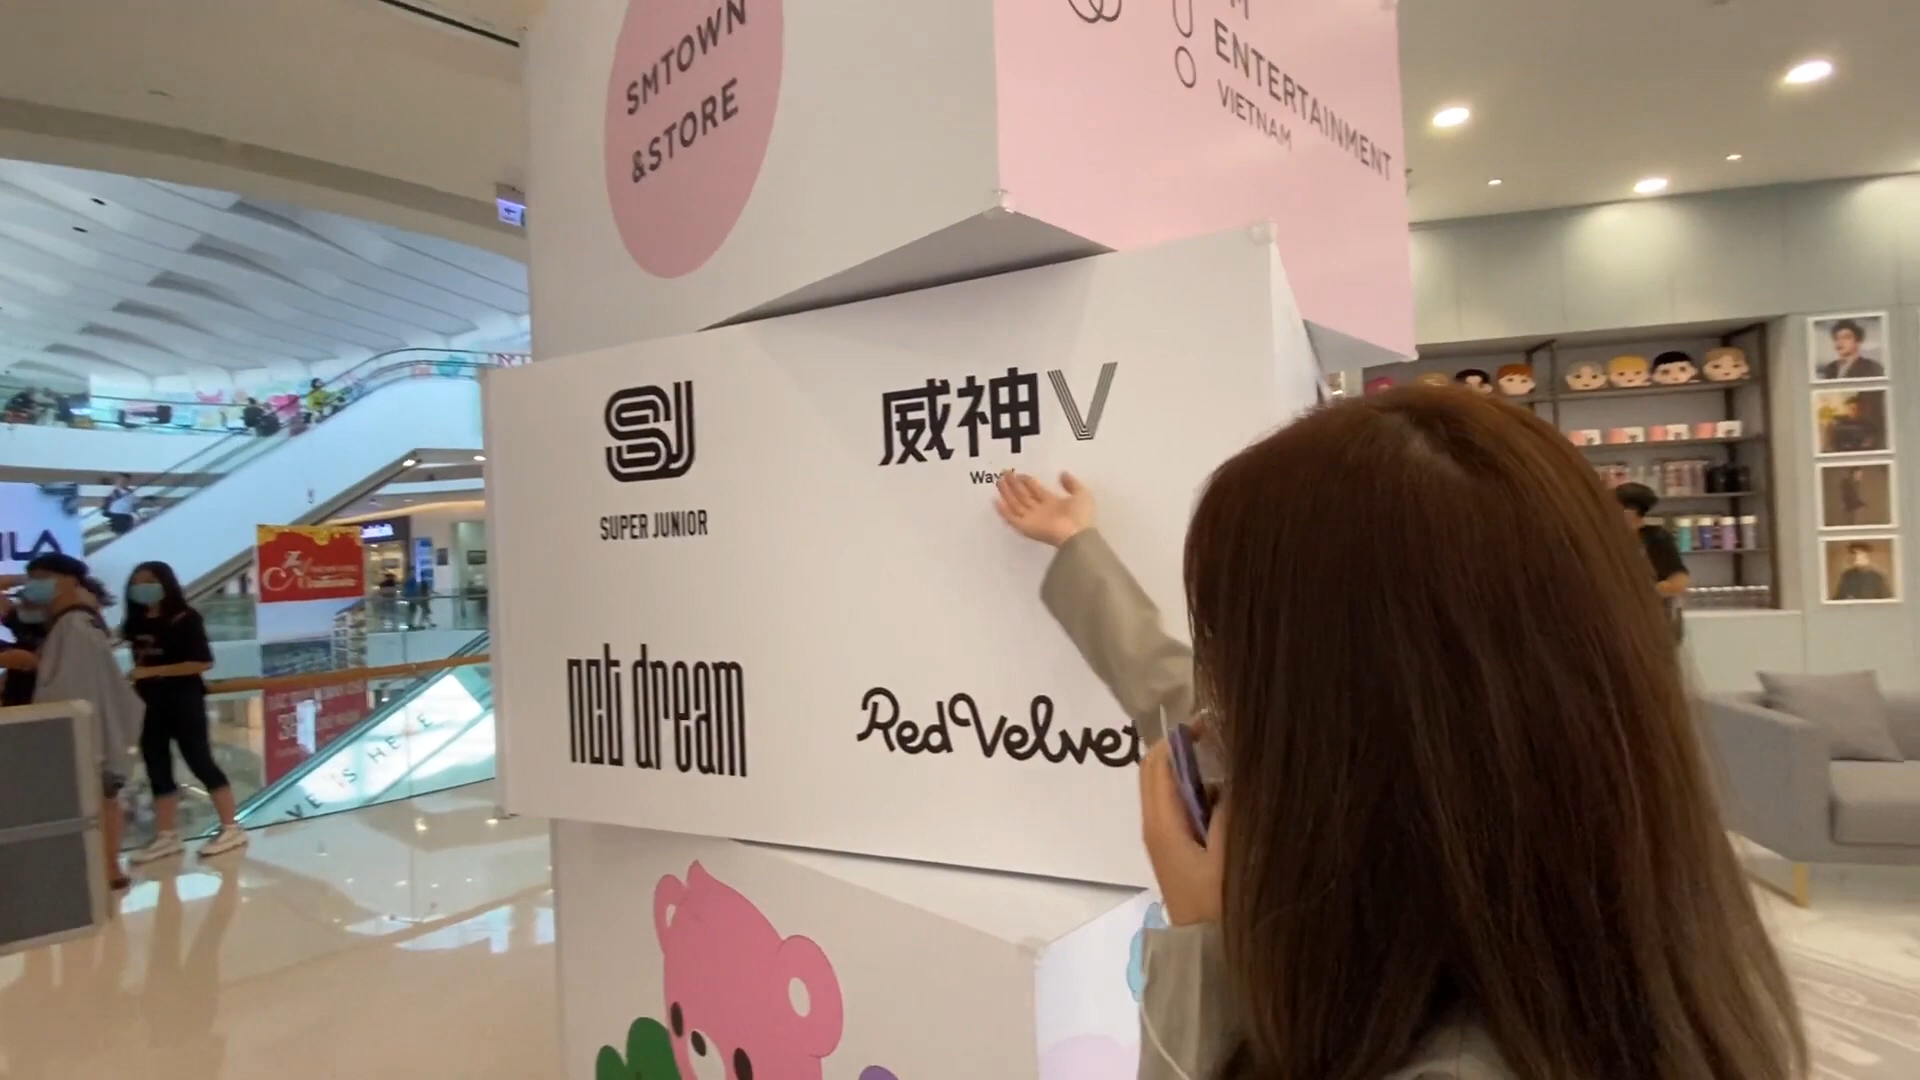 SMTOWN
&STORE
ENTERTAINMENT
VIETNAM
SJ
SUPER JUNIOR
威神V
nct dream
Red Velvet